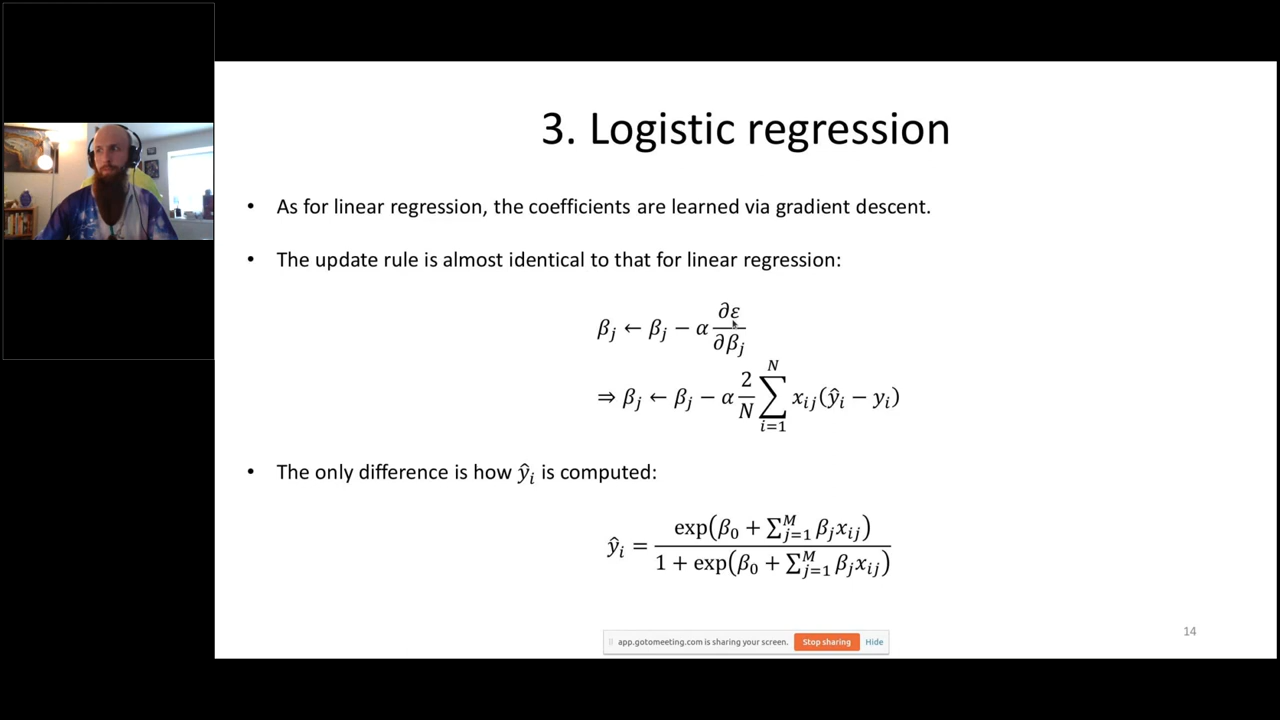 3. Logistic regression
• As for linear regression, the coefficients are learned via gradient descent.
• The update rule is almost identical to that for linear regression:
βj ← βj − α ∂ε/∂βj
⇒ βj ← βj − α 2/N ∑_{i=1}^{N} xij(ŷi − yi)
• The only difference is how ŷi is computed:
ŷi = exp(β0 + ∑_{j=1}^{M} βjxij) / 1 + exp(β0 + ∑_{j=1}^{M} βjxij)
app.gotomeeting.com is sharing your screen. Stop sharing Hide
14